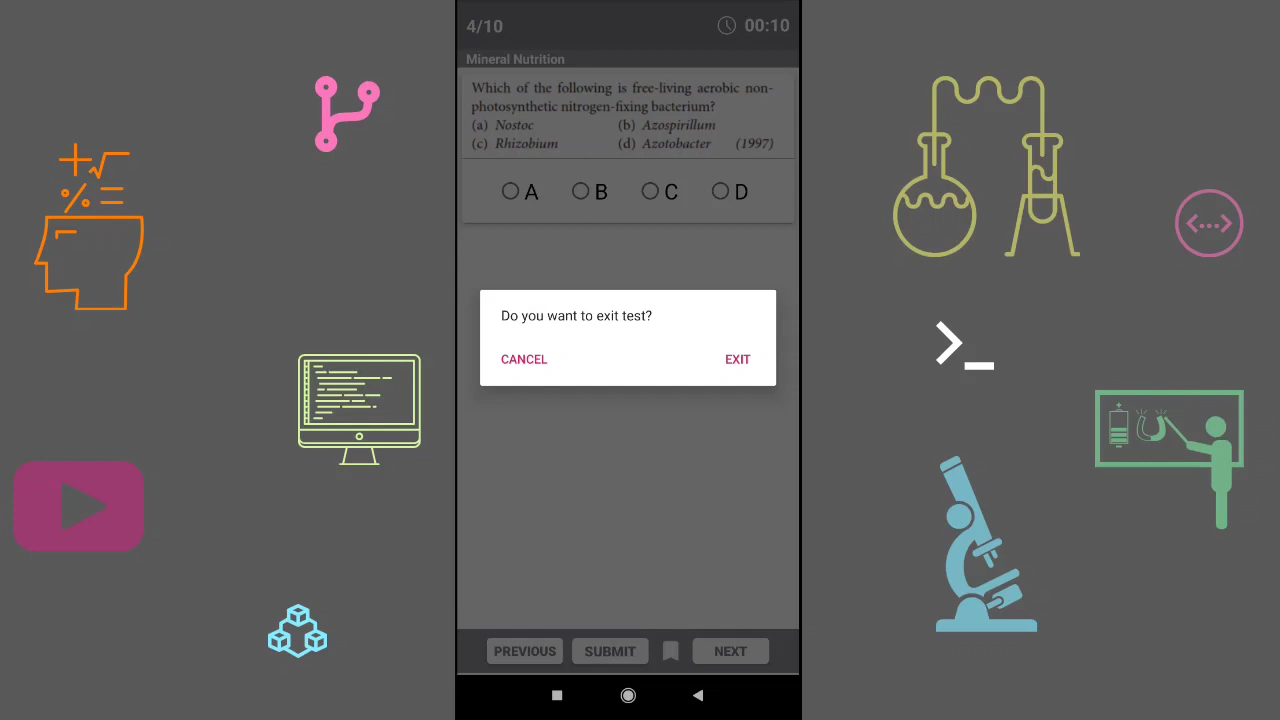 4/10
00:10
Mineral Nutrition
Which of the following is free-living aerobic non-
photosynthetic nitrogen-fixing bacterium?
(a) Nostoc (b) Azospirillum
(c) Rhizobium (d) Azotobacter (1997)
A B C D
Do you want to exit test?
CANCEL EXIT
PREVIOUS SUBMIT NEXT